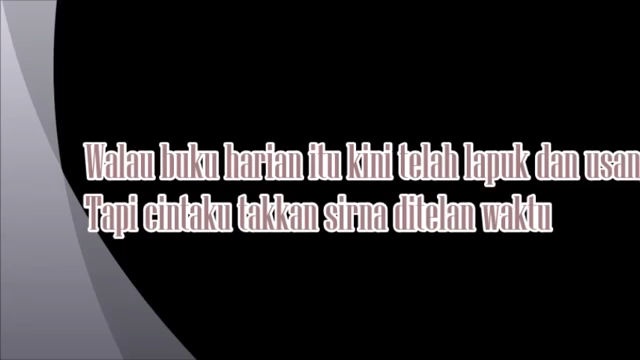 Walau buku harian itu kini telah lapuk dan usan
Tapi cintaku takkan sirna ditelan waktu